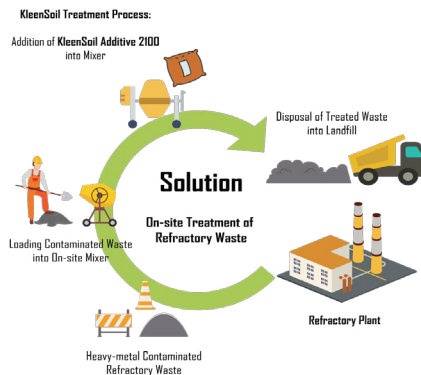 KleenSoil Treatment Process:
Addition of KleenSoil Additive 2100
into Mixer
Disposal of Treated Waste
into Landfill
Solution
On-site Treatment of
Refractory Waste
Loading Contaminated Waste
into On-site Mixer
Refractory Plant
Heavy-metal Contaminated
Refractory Waste